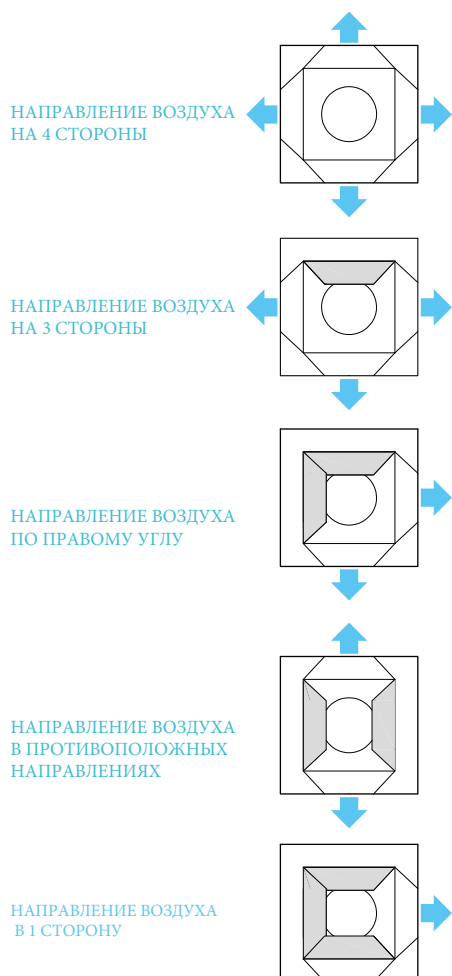 НАПРАВЛЕНИЕ ВОЗДУХА
НА 4 СТОРОНЫ
НАПРАВЛЕНИЕ ВОЗДУХА
НА 3 СТОРОНЫ
НАПРАВЛЕНИЕ ВОЗДУХА
ПО ПРАВОМУ УГЛУ
НАПРАВЛЕНИЕ ВОЗДУХА
В ПРОТИВОПОЛОЖНЫХ
НАПРАВЛЕНИЯХ
НАПРАВЛЕНИЕ ВОЗДУХА
В 1 СТОРОНУ